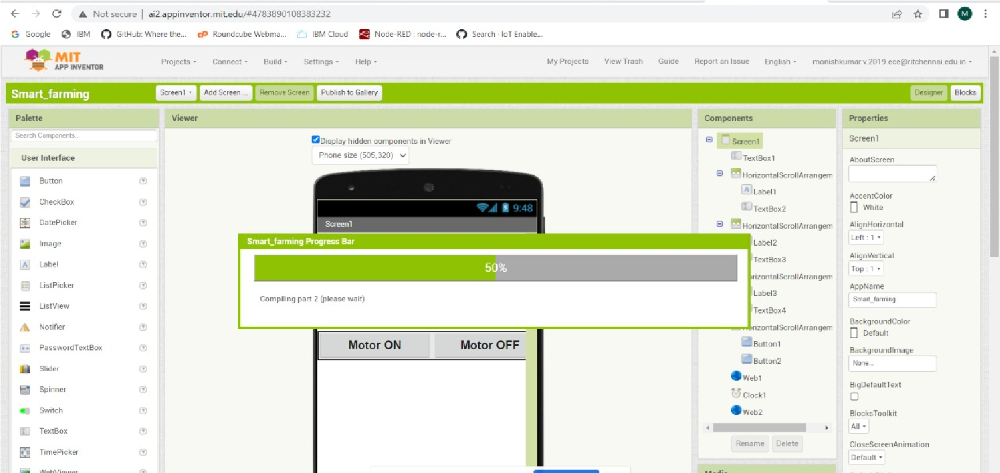 Not secure | ai2.appinventor.mit.edu/#4783890108383232
M
Google IBM GitHub: Where the... Roundcube Webma... IBM Cloud Node-RED : node-r... Search - IoT Enable...
MIT
APP INVENTOR
Projects Connect Build Settings Help My Projects View Trash Guide Report an Issue English monishkumar.v.2019.ece@ritchennai.edu.in
Smart_farming Screen1 Add Screen ... Remove Screen Publish to Gallery Designer Blocks
Palette
Search Components...
User Interface
Button ?
CheckBox ?
DatePicker ?
Image ?
Label ?
ListPicker ?
ListView ?
Notifier ?
PasswordTextBox ?
Slider ?
Spinner ?
Switch ?
TextBox ?
TimePicker ?
WebViewer
Viewer
Display hidden components in Viewer
Phone size (505,320)
9:48
Screen1
Smart_farming Progress Bar
50%
Compiling part 2 (please wait)
Motor ON Motor OFF
Components
Screen1
TextBox1
HorizontalScrollArrangem
Label1
TextBox2
HorizontalScrollArrangem
Label2
TextBox3
orizontalScrollArrangem
Label3
TextBox4
orizontalScrollArrangem
Button1
Button2
Web1
Clock1
Web2
Rename Delete
Media
Properties
Screen1
AboutScreen
AccentColor
White
AlignHorizontal
Left : 1
AlignVertical
Top : 1
AppName
Smart_farming
BackgroundColor
Default
BackgroundImage
None...
BigDefaultText
BlocksToolkit
All
CloseScreenAnimation
Default